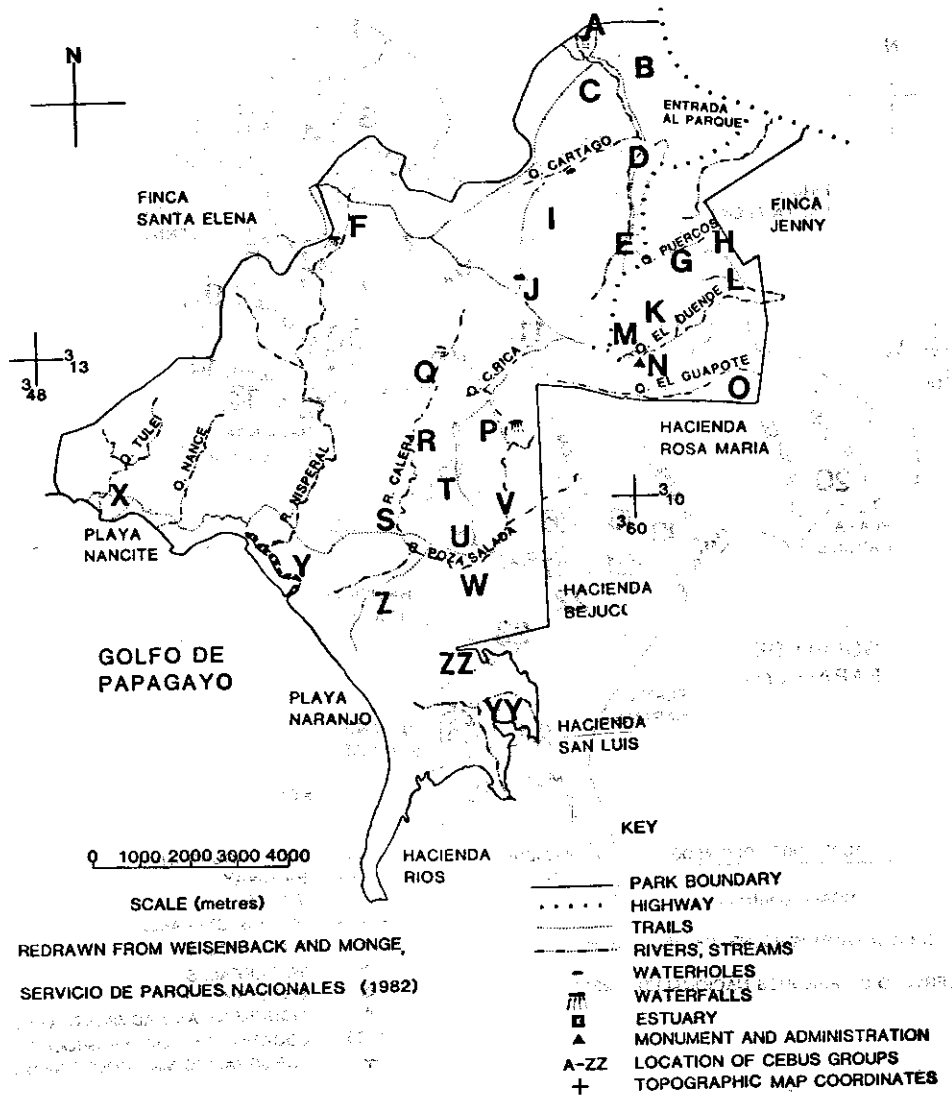 N
A
B
C
ENTRADA
AL PARQUE
Q. CARTAGO
D
FINCA
SANTA ELENA
F
I
E
Q. PUERCOS
G
H
FINCA
JENNY
J
K
L
M
Q. EL DUENDE
N
Q. EL GUAPOTE
O
3 13
3 48
Q
Q. C. RICA
HACIENDA
ROSA MARIA
Q. TULEI
Q. NANCE
R. NISPERAL
R. CALERA
R
P
T
V
3 10
3 60
X
S
U
PLAYA
NANCITE
Y
POZA SALADA
W
Z
HACIENDA
GOLFO DE
PAPAGAYO
ZZ
PLAYA
NARANJO
YY
HACIENDA
SAN LUIS
KEY
0 1000 2000 3000 4000
HACIENDA
RIOS
SCALE (metres)
REDRAWN FROM WEISENBACK AND MONGE,
SERVICIO DE PARQUES NACIONALES (1982)
PARK BOUNDARY
HIGHWAY
TRAILS
RIVERS, STREAMS
WATERHOLES
WATERFALLS
ESTUARY
MONUMENT AND ADMINISTRATION
A-ZZ LOCATION OF CEBUS GROUPS
TOPOGRAPHIC MAP COORDINATES